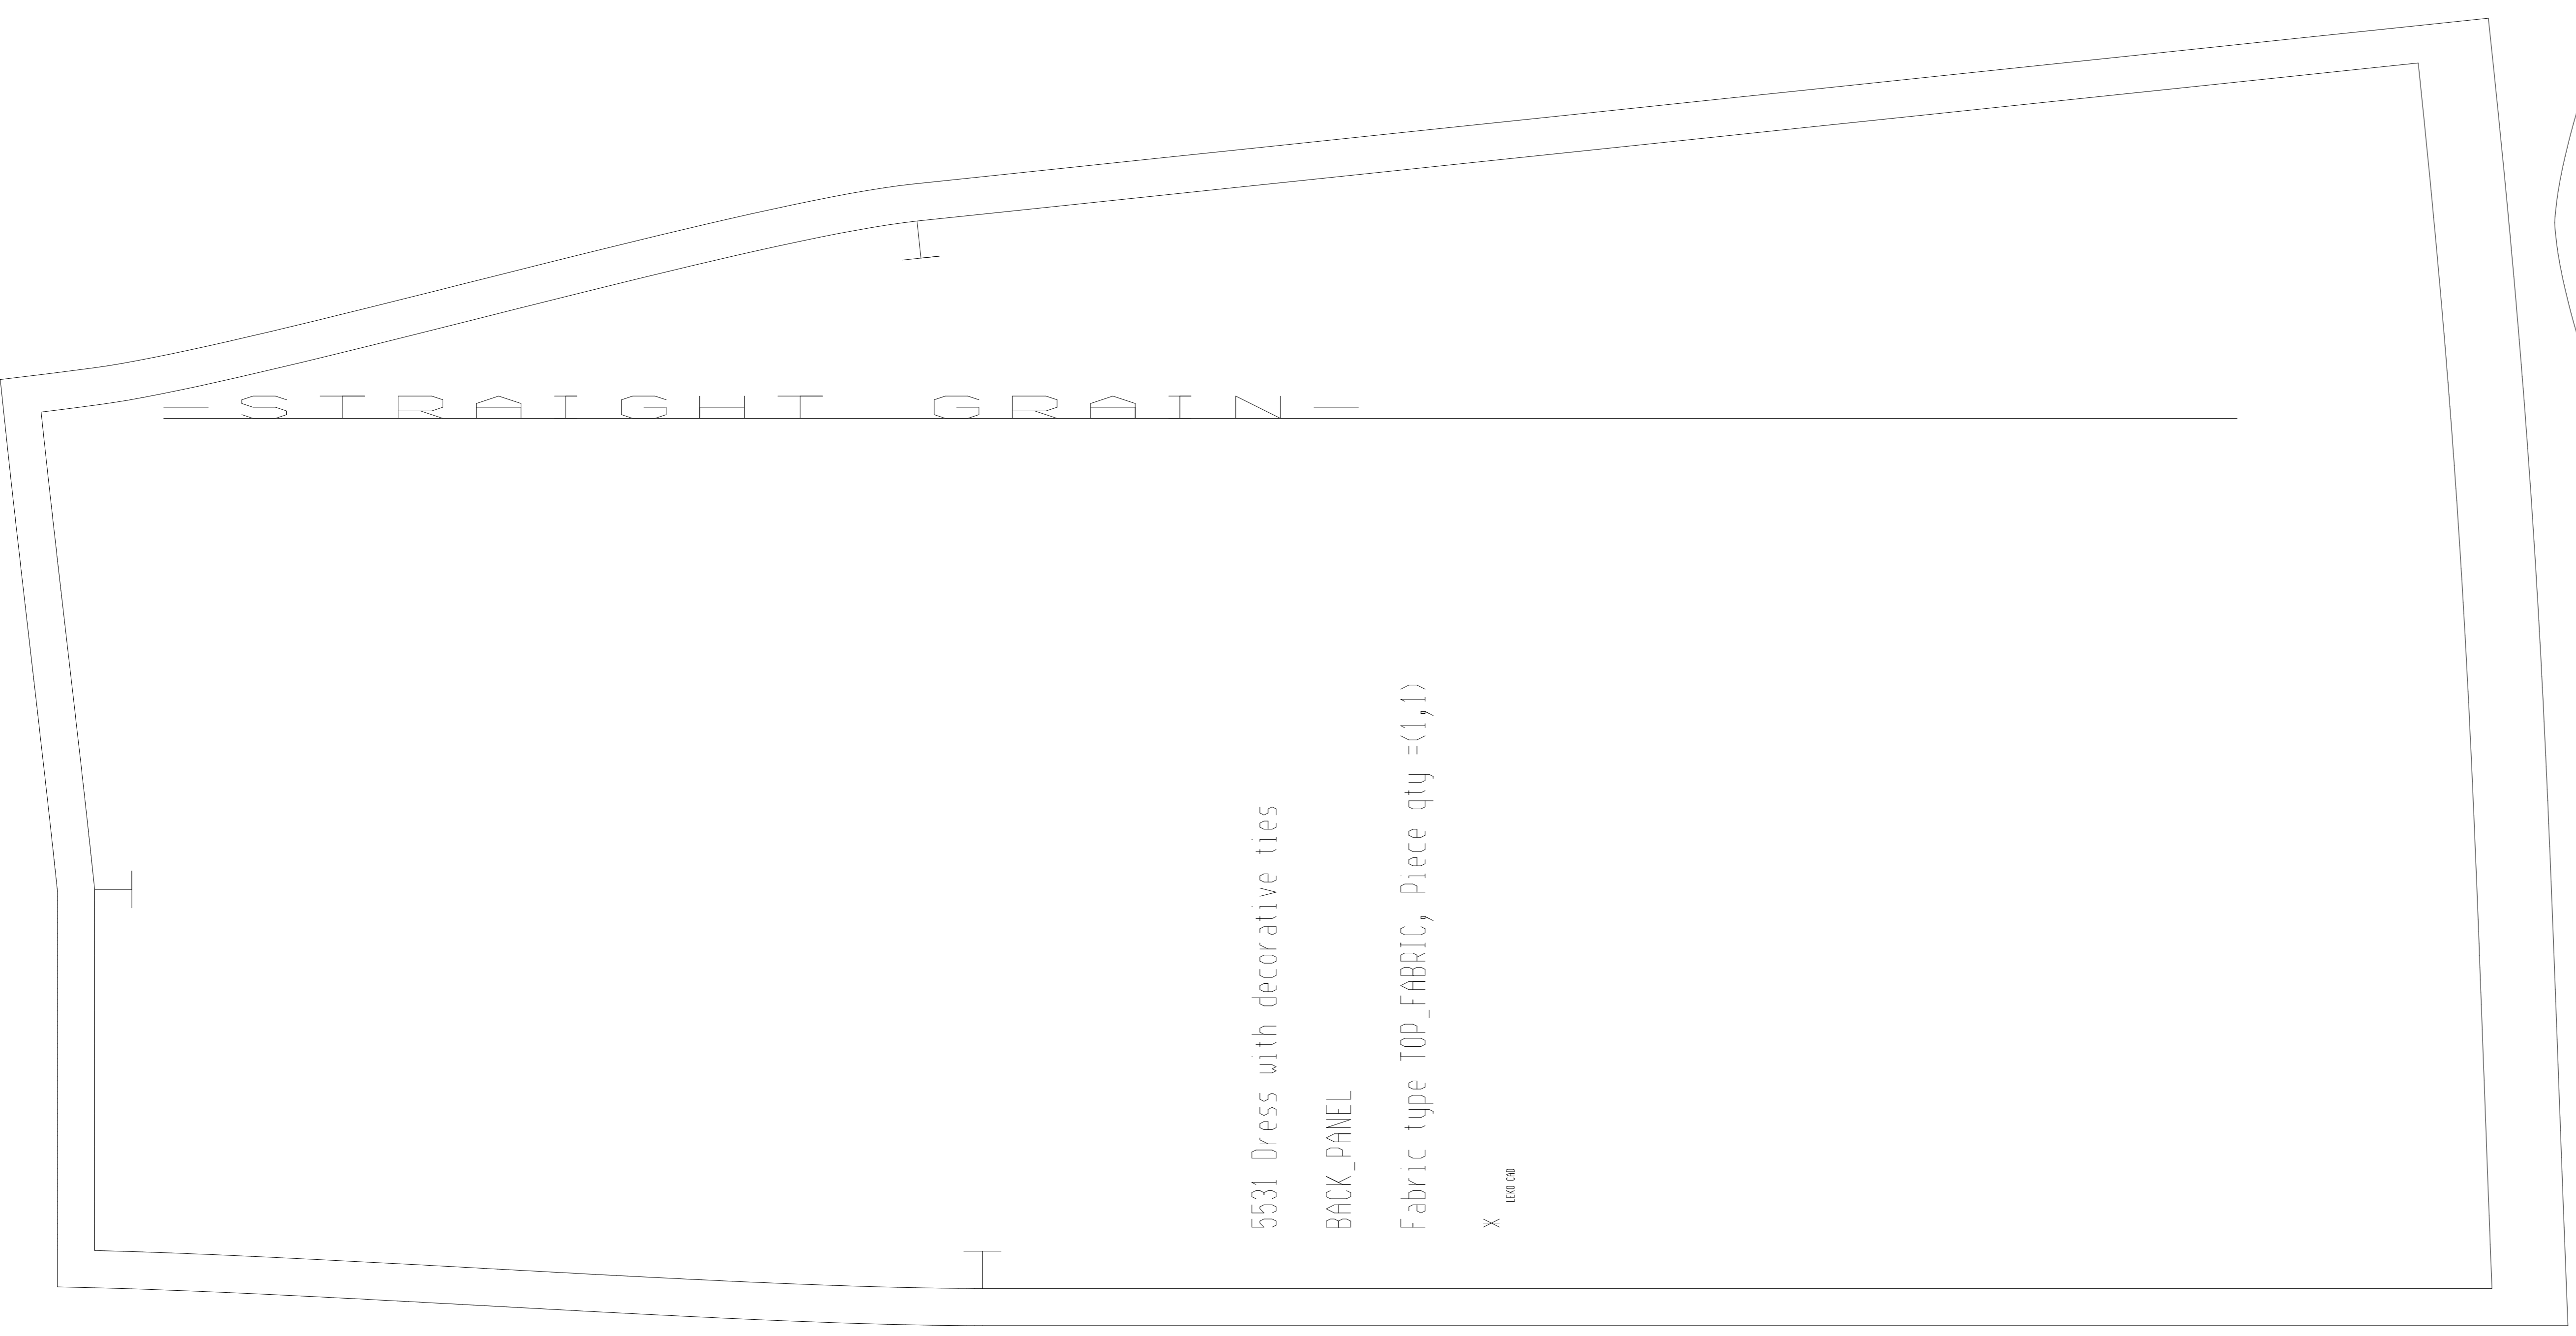 | STRAIGHT GRAIN |
5531 Dress with decorative ties
BACK_PANEL
Fabric type TOP_FABRIC, Piece qty =(1,1)
*
LEKO CAD